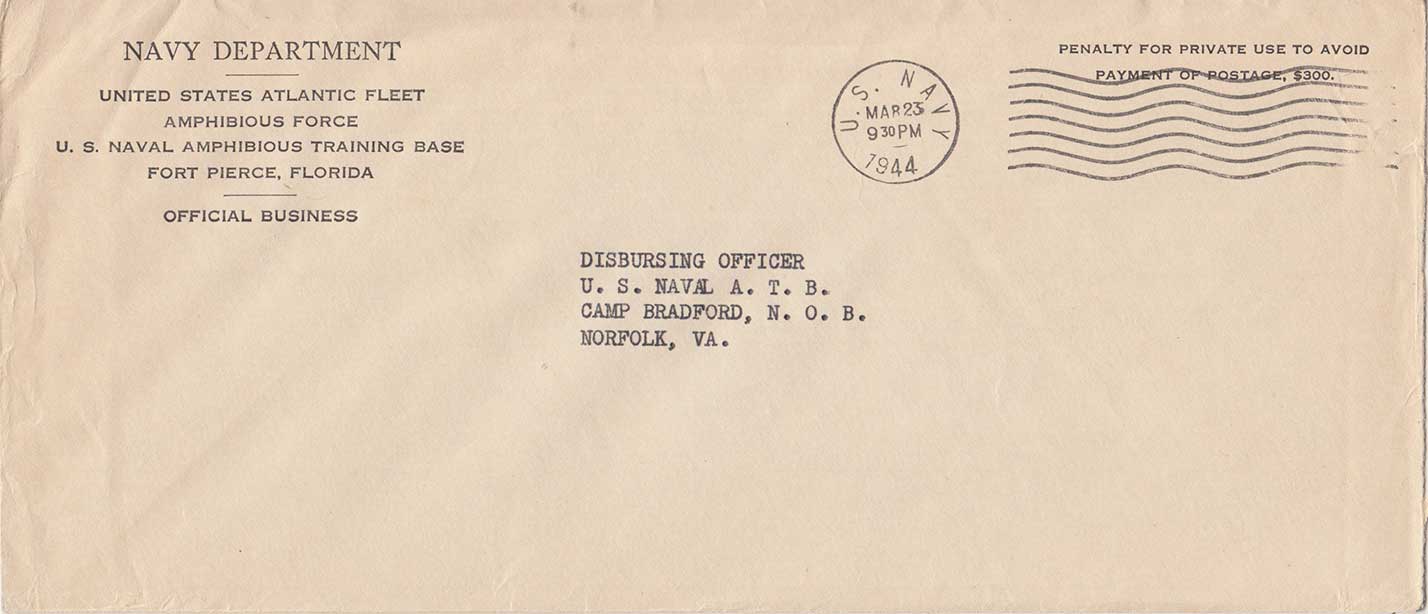 NAVY DEPARTMENT
UNITED STATES ATLANTIC FLEET
AMPHIBIOUS FORCE
U. S. NAVAL AMPHIBIOUS TRAINING BASE
FORT PIERCE, FLORIDA
OFFICIAL BUSINESS
U. S. NAVY
MAR 23
9 30 PM
1944
PENALTY FOR PRIVATE USE TO AVOID
PAYMENT OF POSTAGE, $300.
DISBURSING OFFICER
U. S. NAVAL A. T. B.
CAMP BRADFORD, N. O. B.
NORFOLK, VA.